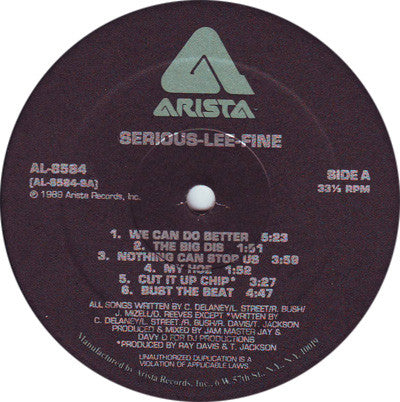 ARISTA
SERIOUS-LEE-FINE
AL-8584
[AL-8584-SA]
℗ 1989 Arista Records, Inc.
SIDE A
33⅓ RPM
1. WE CAN DO BETTER 5:23
2. THE BIG DIS 1:51
3. NOTHING CAN STOP US 3:59
4. MY HOE 1:52
5. CUT IT UP CHIP* 2:35
6. BUST THE BEAT 4:47
ALL SONGS WRITTEN BY C. DELANEY/L. STREET/R. BUSH/
J. MIZELL/D. REEVES EXCEPT *WRITTEN BY
C. DELANEY/L. STREET/R. BUSH/R. DAVIS/T. JACKSON
PRODUCED & MIXED BY JAM MASTER JAY &
DAVY D FOR DJ PRODUCTIONS
*PRODUCED BY RAY DAVIS & T. JACKSON
UNAUTHORIZED DUPLICATION IS A
VIOLATION OF APPLICABLE LAWS.
Manufactured by Arista Records, Inc., 6 W. 57th St., N.Y., N.Y. 10019